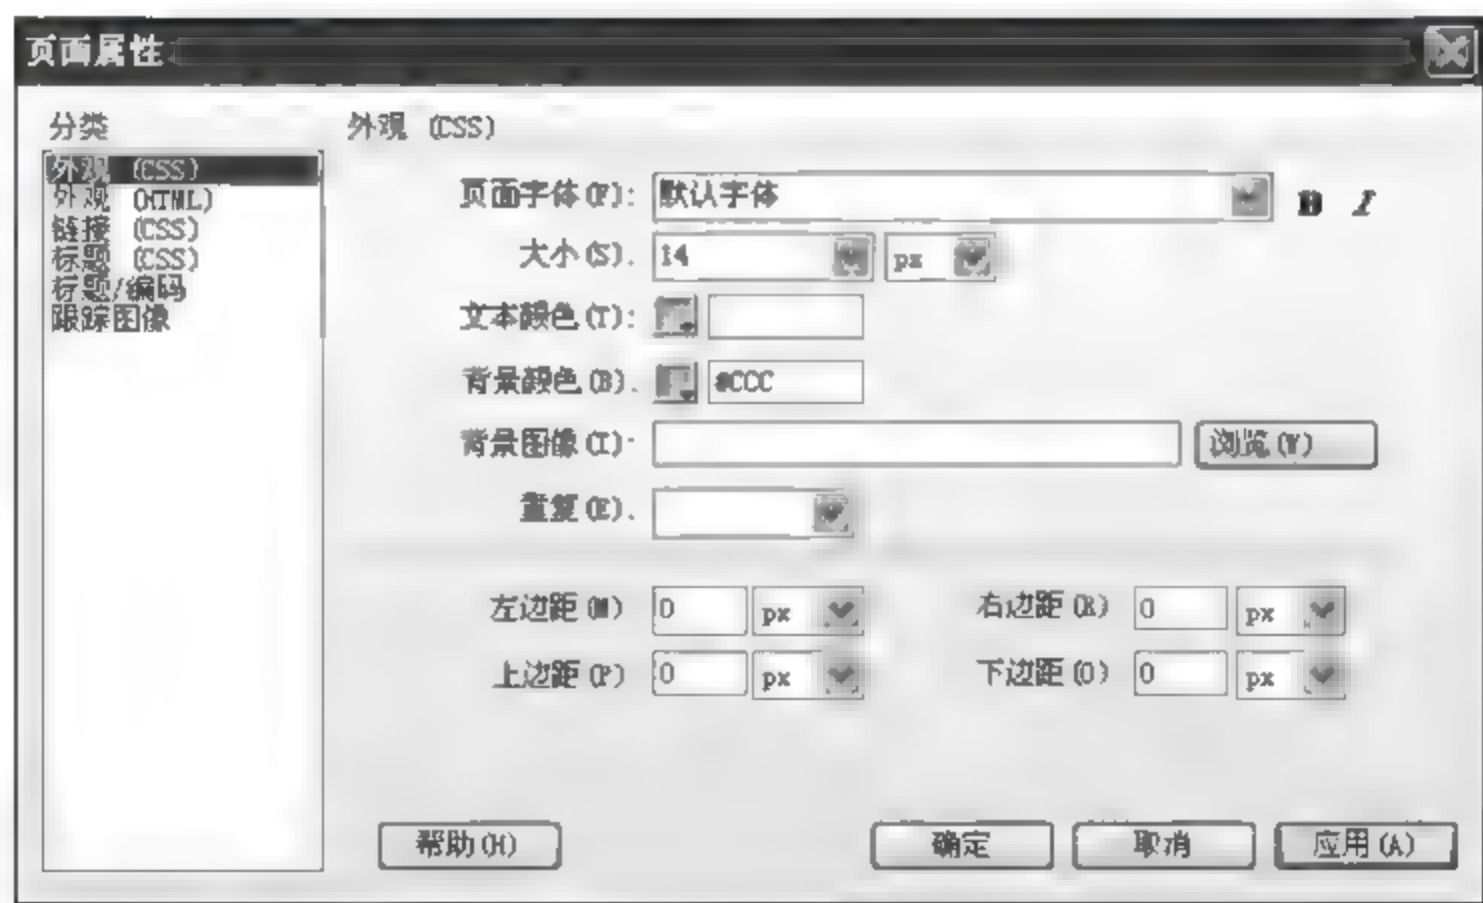 页面属性
分类
外观 (CSS)
外观 (HTML)
链接 (CSS)
标题 (CSS)
标题/编码
跟踪图像
外观 (CSS)
页面字体(F): 默认字体 B I
大小(S). 14 px
文本颜色(T):
背景颜色(B). #CCC
背景图像(I): 浏览(W)
重复(E).
左边距(M) 0 px 右边距(R) 0 px
上边距(P) 0 px 下边距(O) 0 px
帮助(H) 确定 取消 应用(A)